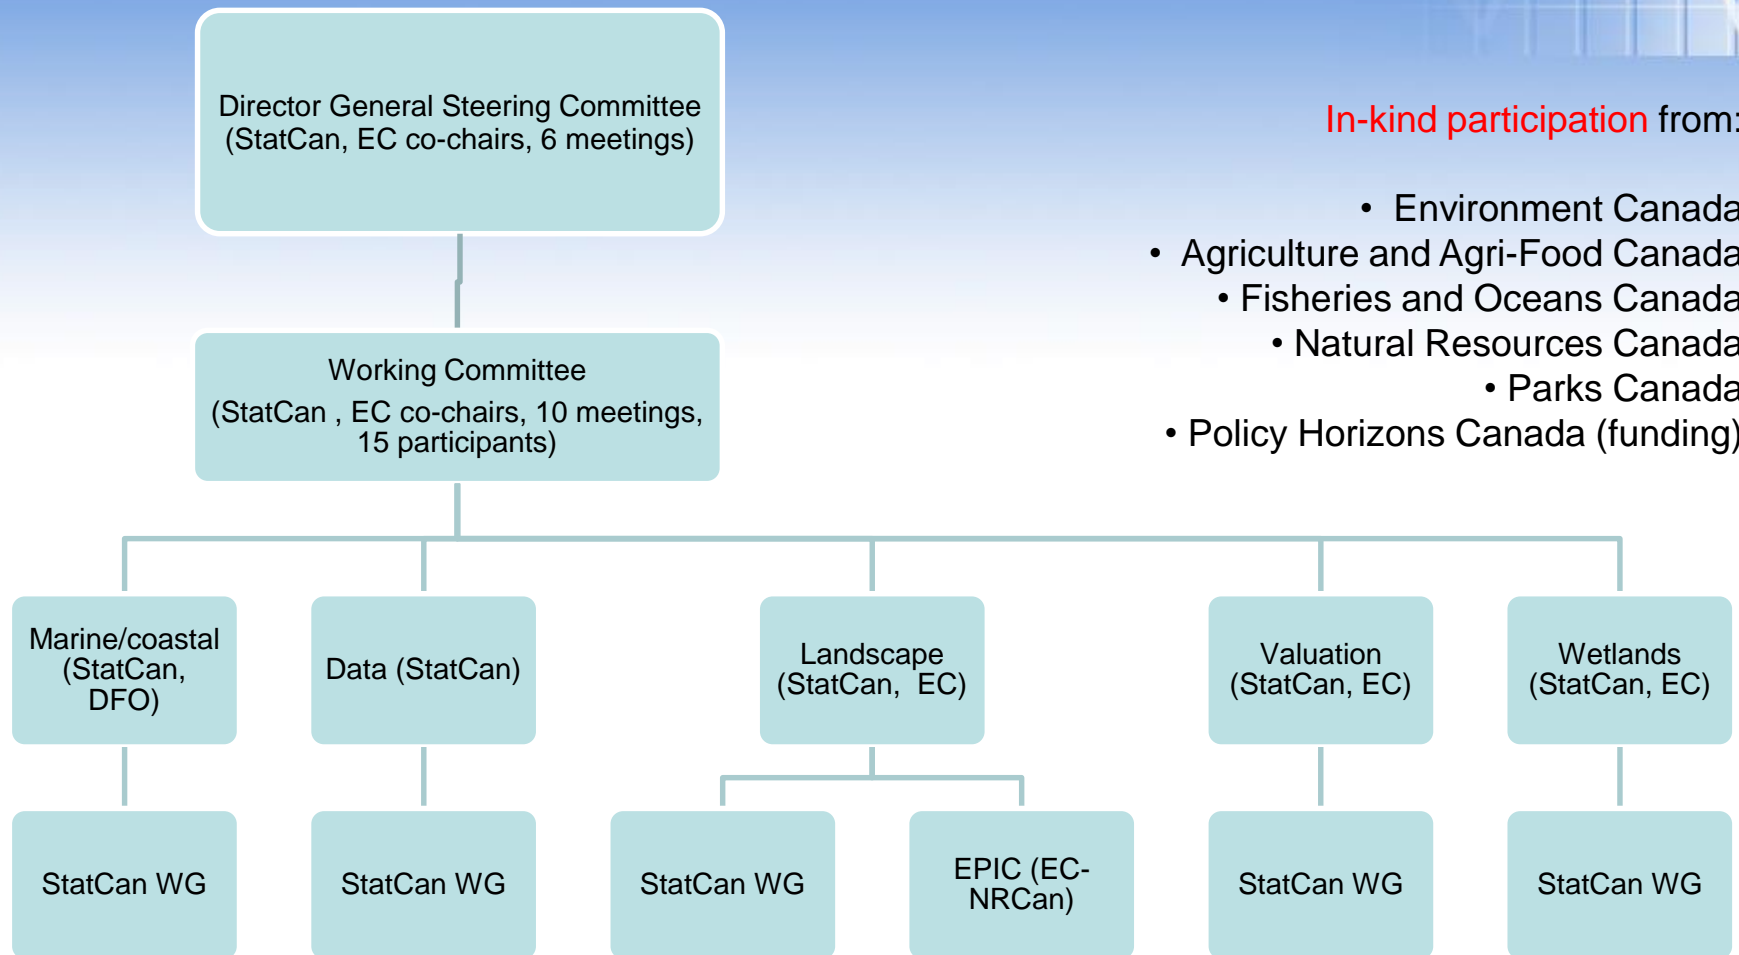 Director General Steering Committee
(StatCan, EC co-chairs, 6 meetings)
In-kind participation from:
• Environment Canada
• Agriculture and Agri-Food Canada
• Fisheries and Oceans Canada
• Natural Resources Canada
• Parks Canada
• Policy Horizons Canada (funding)
Working Committee
(StatCan , EC co-chairs, 10 meetings,
15 participants)
Marine/coastal
(StatCan,
DFO)
Data (StatCan)
Landscape
(StatCan, EC)
Valuation
(StatCan, EC)
Wetlands
(StatCan, EC)
StatCan WG
StatCan WG
StatCan WG
EPIC (EC-
NRCan)
StatCan WG
StatCan WG